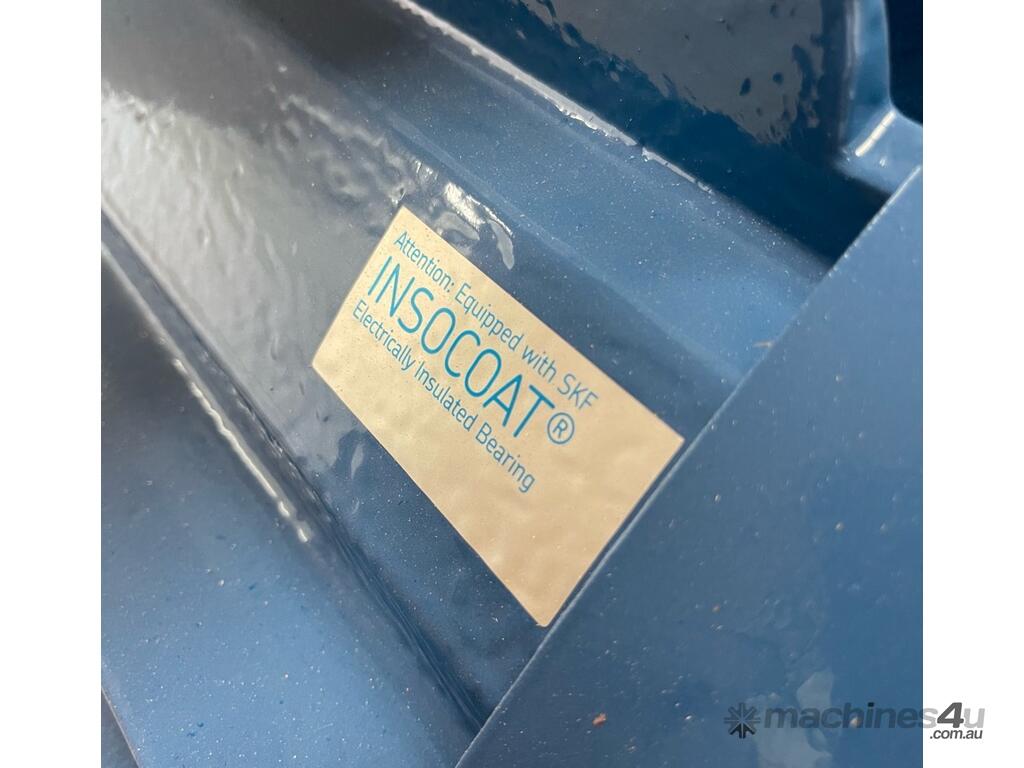 Attention: Equipped with SKF
INSOCOAT®
Electrically Insulated Bearing
machines4u
.com.au